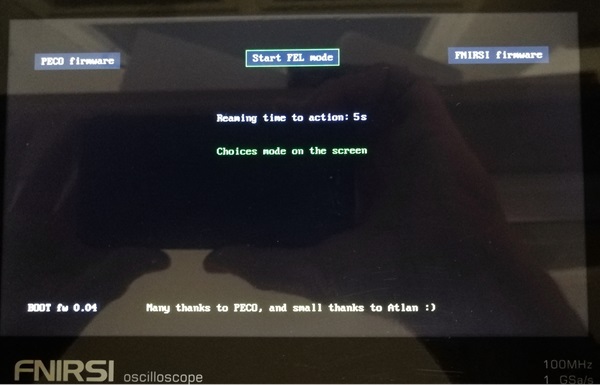 PECO firmware
Start FEL mode
FNIRSI firmware
Reaming time to action: 5s
Choices mode on the screen
BOOT fw 0.04
Many thanks to PECO, and small thanks to Atlan :)
FNIRSI oscilloscope
100MHz
1 GSa/s